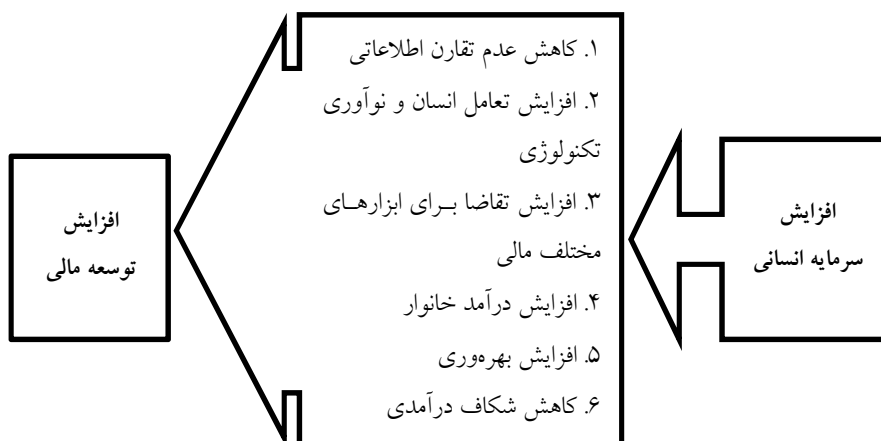 افزایش
سرمایه انسانی
۱. کاهش عدم تقارن اطلاعاتی
۲. افزایش تعامل انسان و نوآوری
تکنولوژی
۳. افزایش تقاضا بـرای ابزارهـای
مختلف مالی
۴. افزایش درآمد خانوار
۵. افزایش بهره‌وری
۶. کاهش شکاف درآمدی
افزایش
توسعه مالی